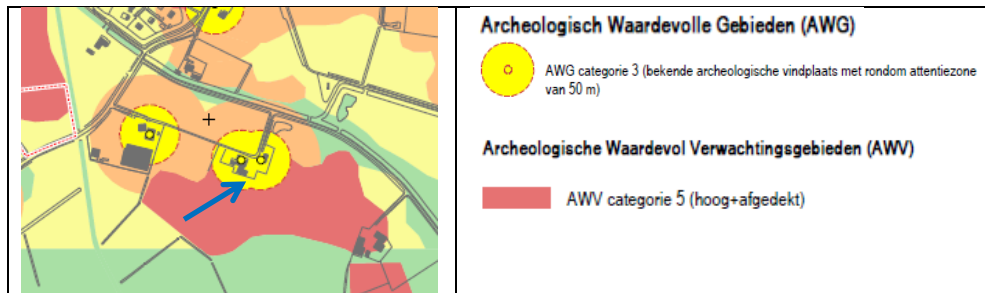 Archeologisch Waardevolle Gebieden (AWG)
AWG categorie 3 (bekende archeologische vindplaats met rondom attentiezone
van 50 m)
Archeologische Waardevol Verwachtingsgebieden (AWV)
AWV categorie 5 (hoog+afgedekt)